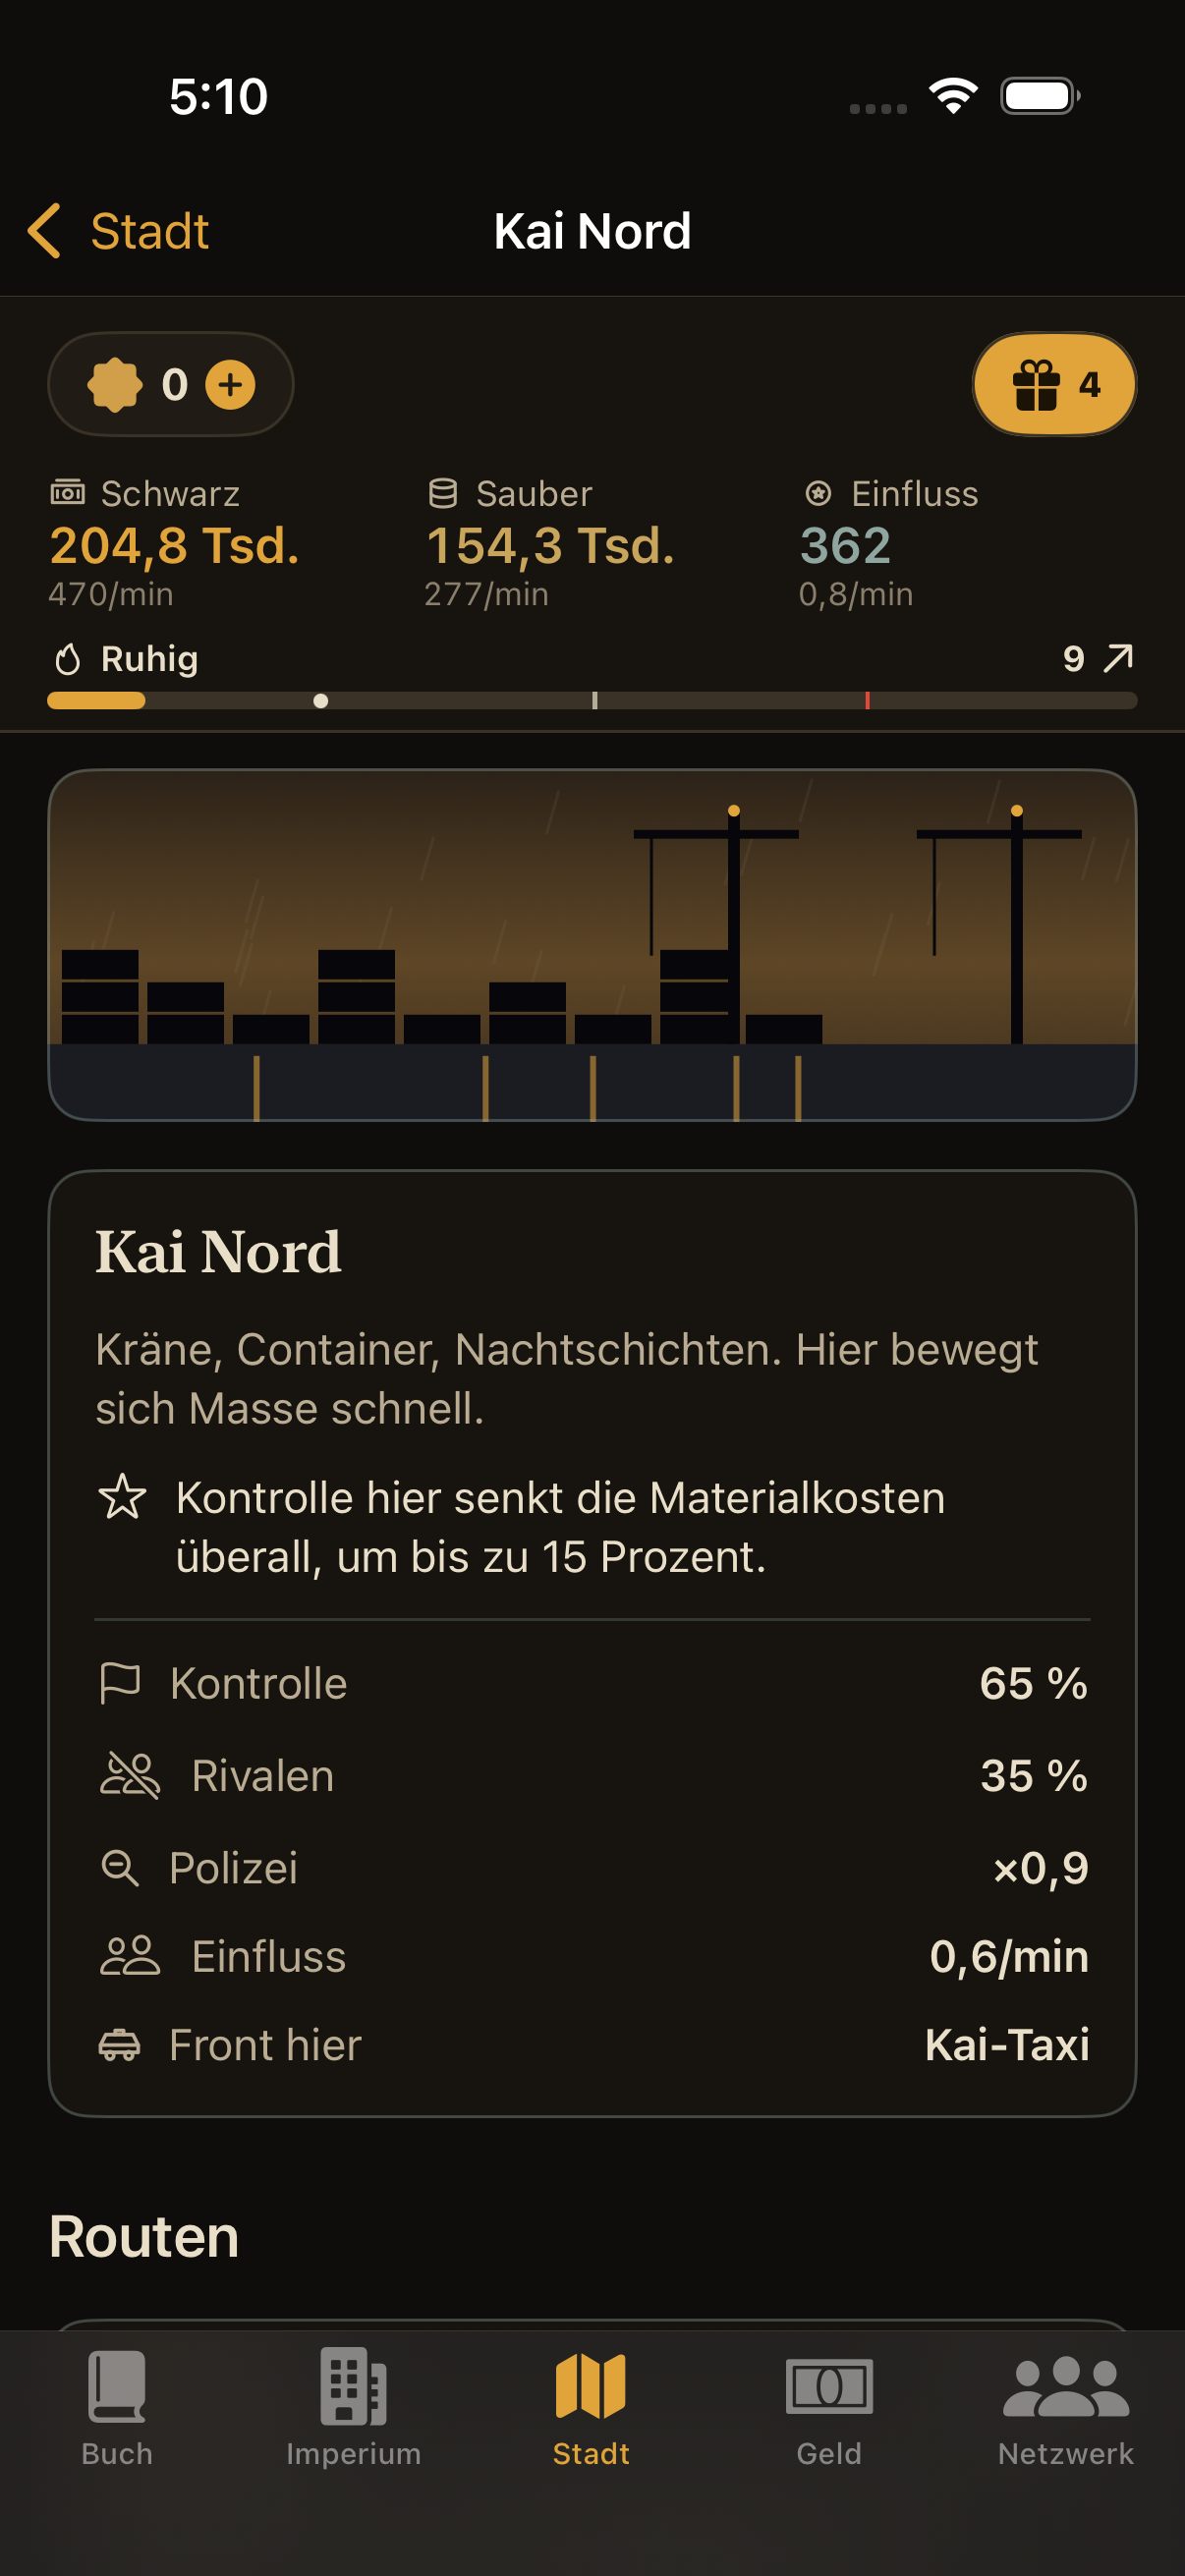 5:10
Stadt
Kai Nord
0
4
Schwarz
Sauber
Einfluss
204,8 Tsd.
154,3 Tsd.
362
470/min
277/min
0,8/min
Ruhig
9
Kai Nord
Kräne, Container, Nachtschichten. Hier bewegt
sich Masse schnell.
Kontrolle hier senkt die Materialkosten
überall, um bis zu 15 Prozent.
Kontrolle
65 %
Rivalen
35 %
Polizei
×0,9
Einfluss
0,6/min
Front hier
Kai-Taxi
Routen
Buch
Imperium
Stadt
Geld
Netzwerk